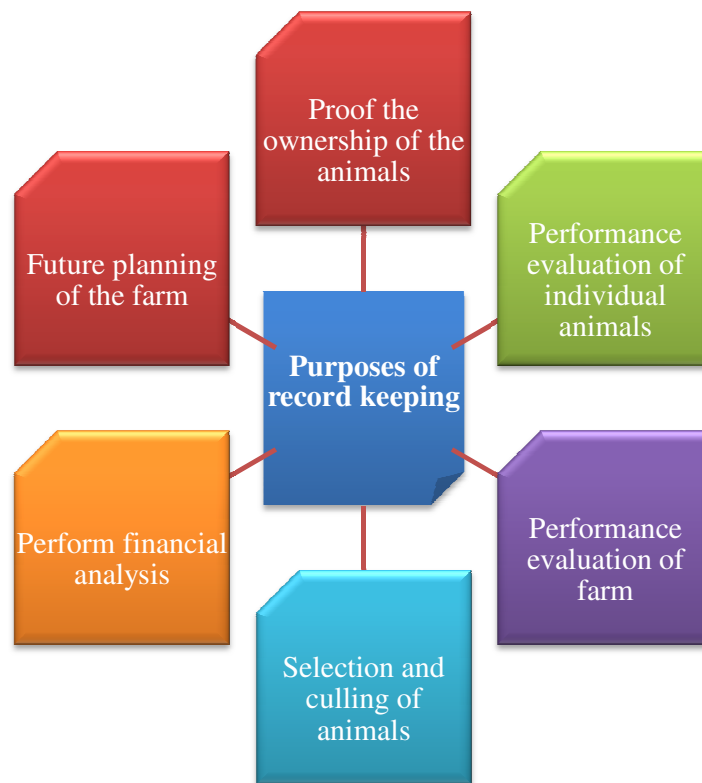 Proof the
ownership of the
animals
Future planning
of the farm
Performance
evaluation of
individual
animals
Purposes of
record keeping
Perform financial
analysis
Performance
evaluation of
farm
Selection and
culling of
animals